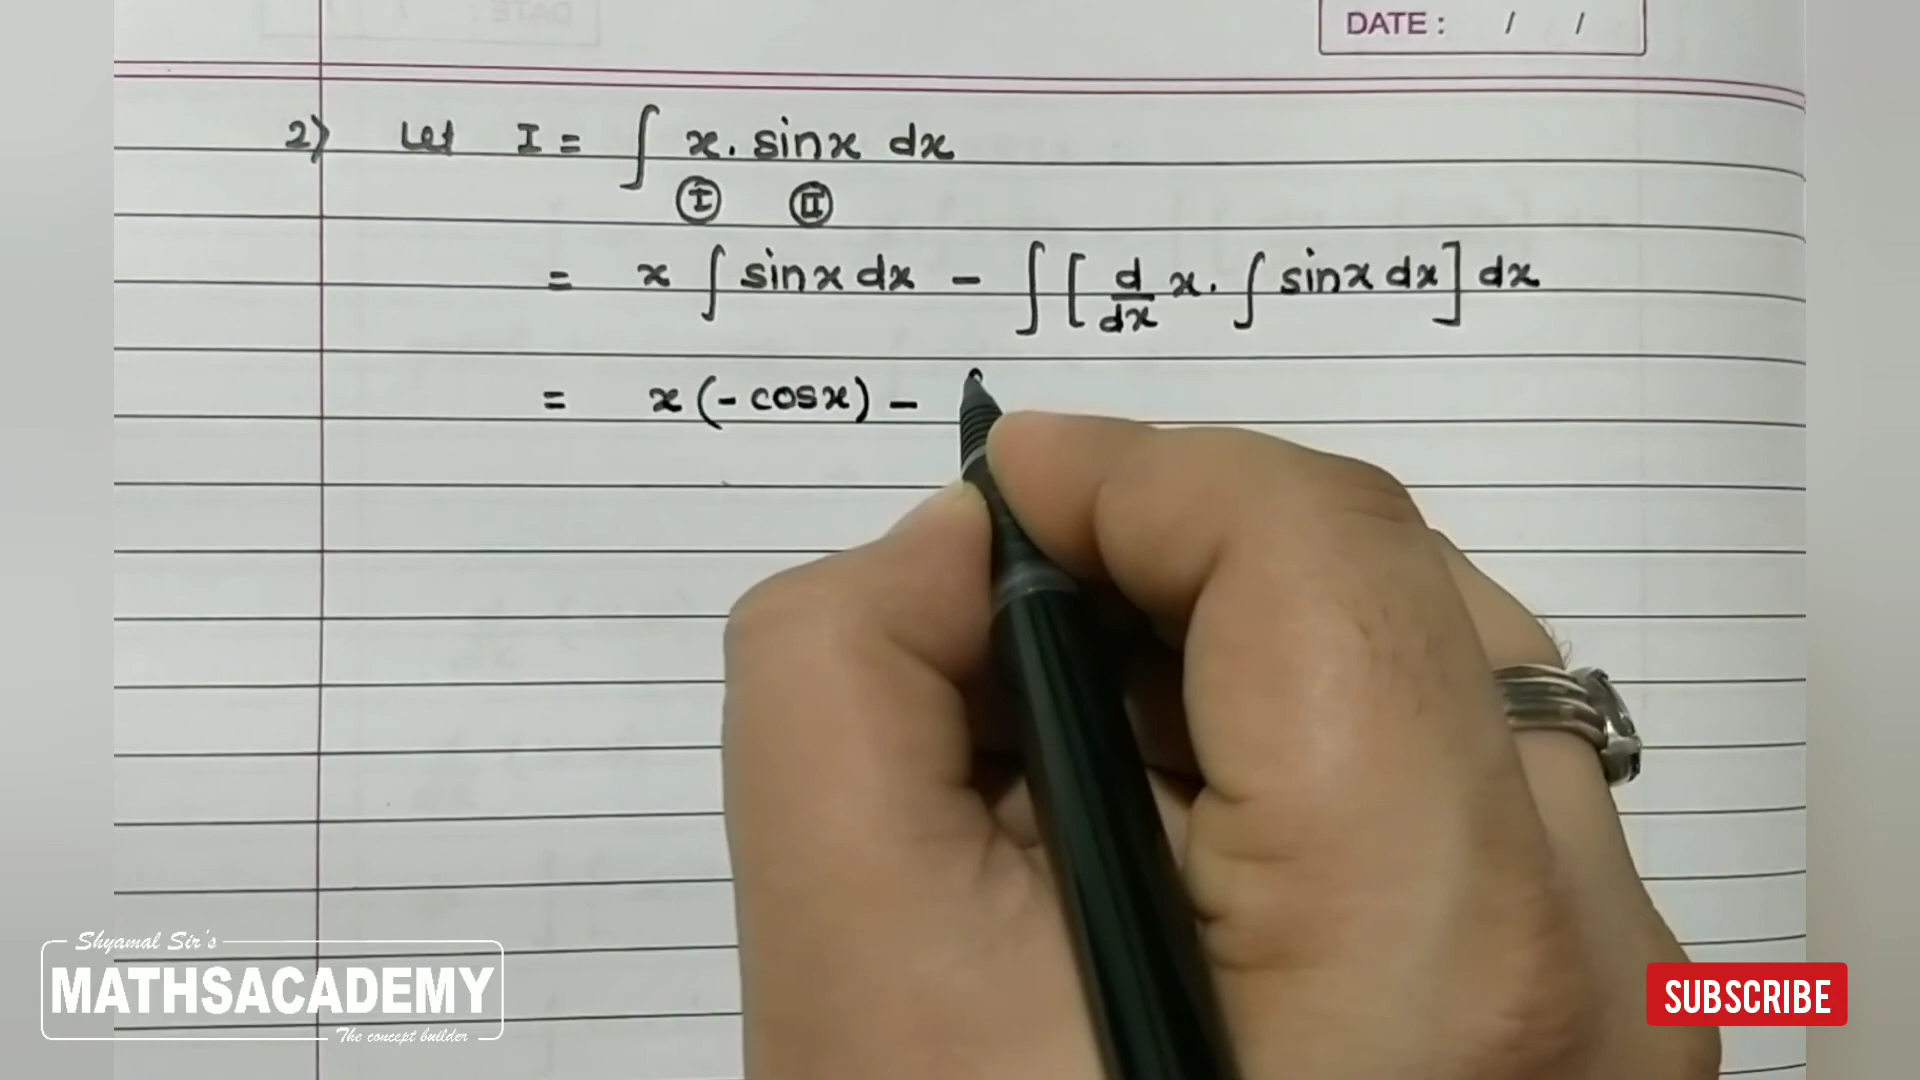 DATE : / /
2) Let I = ∫ x. sinx dx
Ⓘ Ⓘ︎Ⓘ
= x ∫ sinx dx - ∫ [ d/dx x. ∫ sinx dx ] dx
= x (- cosx) -
Shyamal Sir's
MATHSACADEMY
The concept builder
SUBSCRIBE